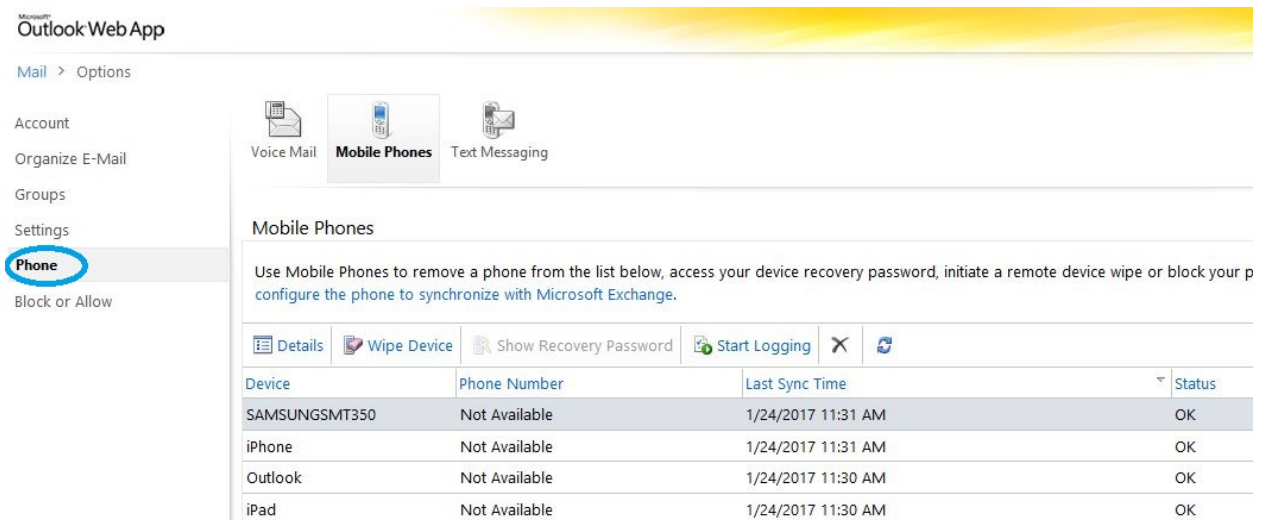 Microsoft®
Outlook Web App
Mail > Options
Account
Organize E-Mail
Groups
Settings
Phone
Block or Allow
Voice Mail Mobile Phones Text Messaging
Mobile Phones
Use Mobile Phones to remove a phone from the list below, access your device recovery password, initiate a remote device wipe or block your p
configure the phone to synchronize with Microsoft Exchange.
Details Wipe Device Show Recovery Password Start Logging
Device Phone Number Last Sync Time Status
SAMSUNGSMT350 Not Available 1/24/2017 11:31 AM OK
iPhone Not Available 1/24/2017 11:31 AM OK
Outlook Not Available 1/24/2017 11:30 AM OK
iPad Not Available 1/24/2017 11:30 AM OK